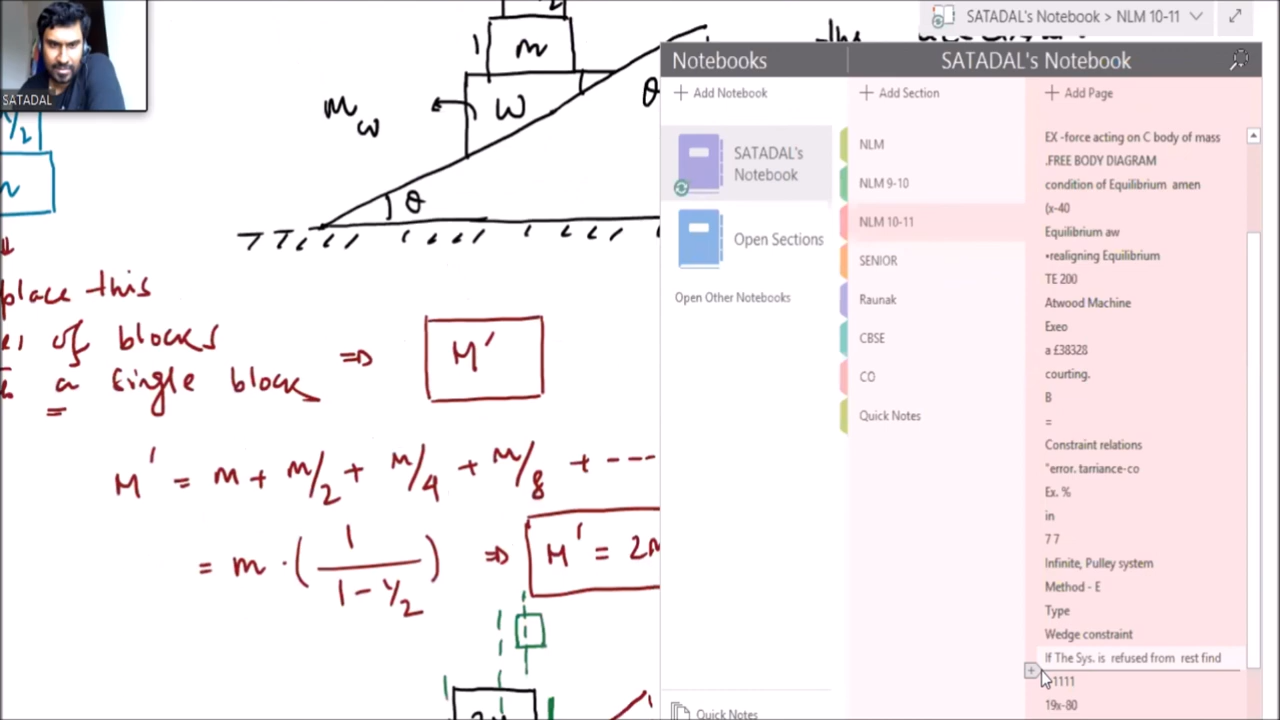 SATADAL's Notebook > NLM 10-11
the
Notebooks
SATADAL's Notebook
+ Add Notebook
+ Add Section
+ Add Page
SATADAL's
Notebook
Open Sections
Open Other Notebooks
Quick Notes
NLM
NLM 9-10
NLM 10-11
SENIOR
Raunak
CBSE
CO
Quick Notes
EX -force acting on C body of mass
.FREE BODY DIAGRAM
condition of Equilibrium amen
(x-40
Equilibrium aw
•realigning Equilibrium
TE 200
Atwood Machine
Exeo
a £38328
courting.
B
=
Constraint relations
"error. tarriance-co
Ex. %
in
7 7
Infinite, Pulley system
Method - E
Type
Wedge constraint
If The Sys. is refused from rest find
1111
19x-80
SATADAL
m
W
m_w
θ
θ
place this
of blocks
a single block
⇒ M'
M' = m + m/2 + m/4 + m/8 + ----
= m · (1/(1-1/2)) ⇒ M' = 2m